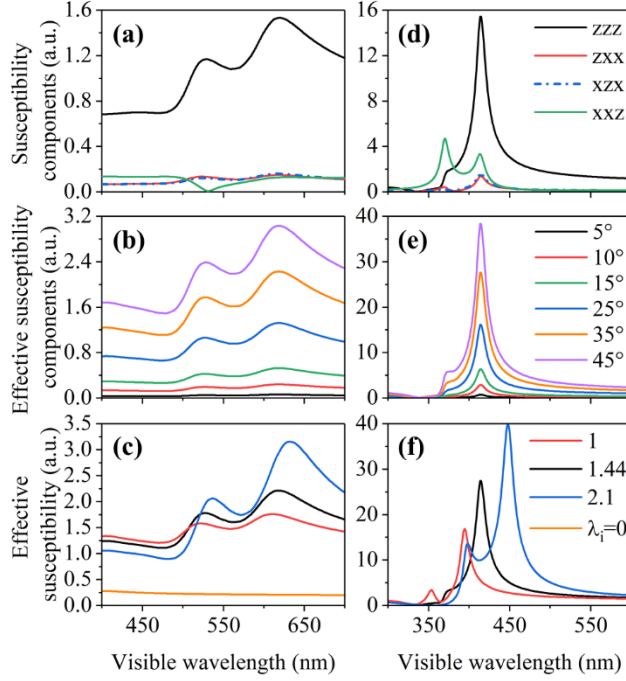 (a)
1.6
1.2
0.8
0.4
0.0
Susceptibility
components (a.u.)
(d)
16
12
8
4
0
zzz
zxx
xzx
xxz
(b)
3.2
2.4
1.6
0.8
0.0
Effective susceptibility
components (a.u.)
(e)
40
30
20
10
0
5°
10°
15°
25°
35°
45°
(c)
3.5
3.0
2.5
2.0
1.5
1.0
0.5
0.0
Effective
susceptibility (a.u.)
450 550 650
Visible wavelength (nm)
(f)
40
30
20
10
0
1
1.44
2.1
λi=0
350 450 550
Visible wavelength (nm)